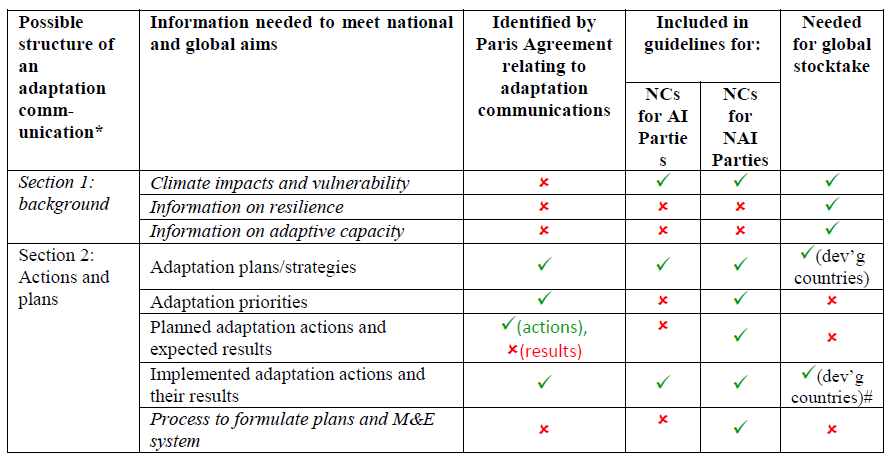 Possible
structure of
an
adaptation
comm-
unication*
Information needed to meet national
and global aims
Identified by
Paris Agreement
relating to
adaptation
communications
Included in
guidelines for:
NCs
for AI
Partie
s
NCs
for
NAI
Parties
Needed
for global
stocktake
Section 1:
background
Climate impacts and vulnerability
✘ ✓ ✓ ✓
Information on resilience
✘ ✘ ✘ ✓
Information on adaptive capacity
✘ ✘ ✘ ✓
Section 2:
Actions and
plans
Adaptation plans/strategies
✓ ✓ ✓ ✓(dev’g
countries)
Adaptation priorities
✓ ✘ ✓ ✘
Planned adaptation actions and
expected results
✓(actions),
✘(results)
✘ ✓ ✘
Implemented adaptation actions and
their results
✓ ✓ ✓ ✓(dev’g
countries)#
Process to formulate plans and M&E
system
✘ ✘ ✓ ✘